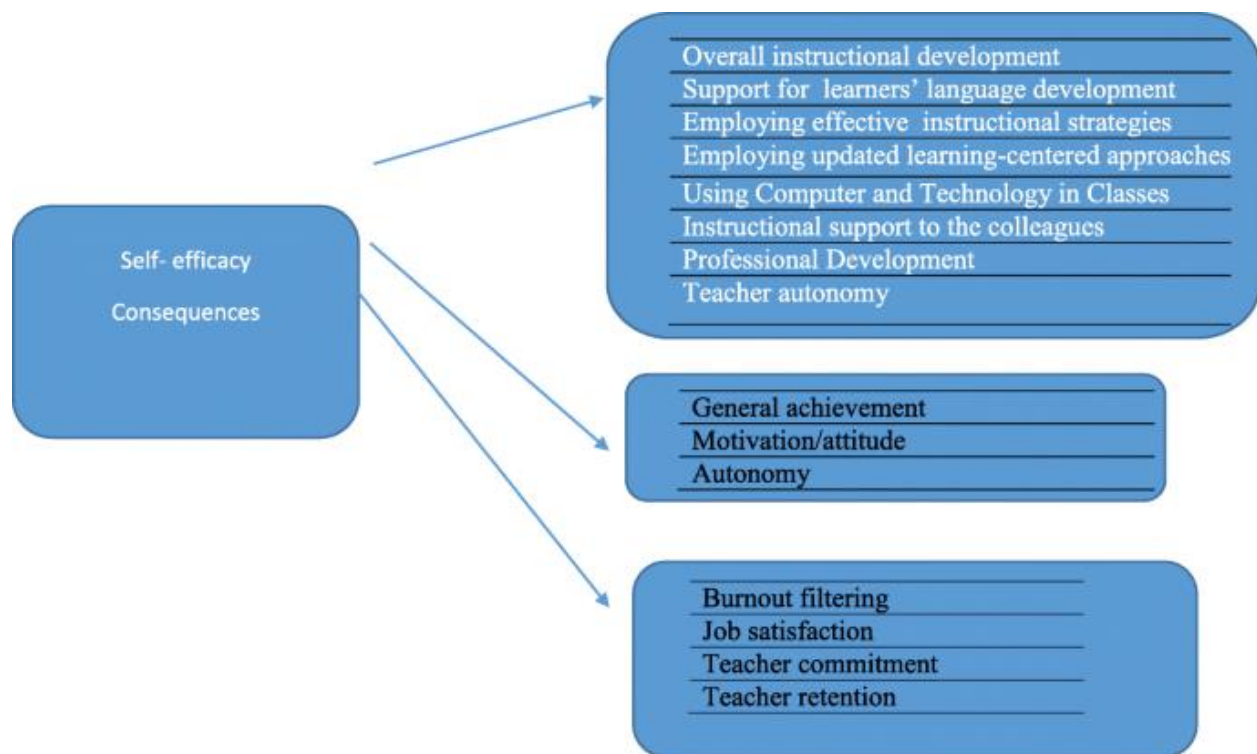 Self- efficacy
Consequences
Overall instructional development
Support for learners’ language development
Employing effective instructional strategies
Employing updated learning-centered approaches
Using Computer and Technology in Classes
Instructional support to the colleagues
Professional Development
Teacher autonomy
General achievement
Motivation/attitude
Autonomy
Burnout filtering
Job satisfaction
Teacher commitment
Teacher retention